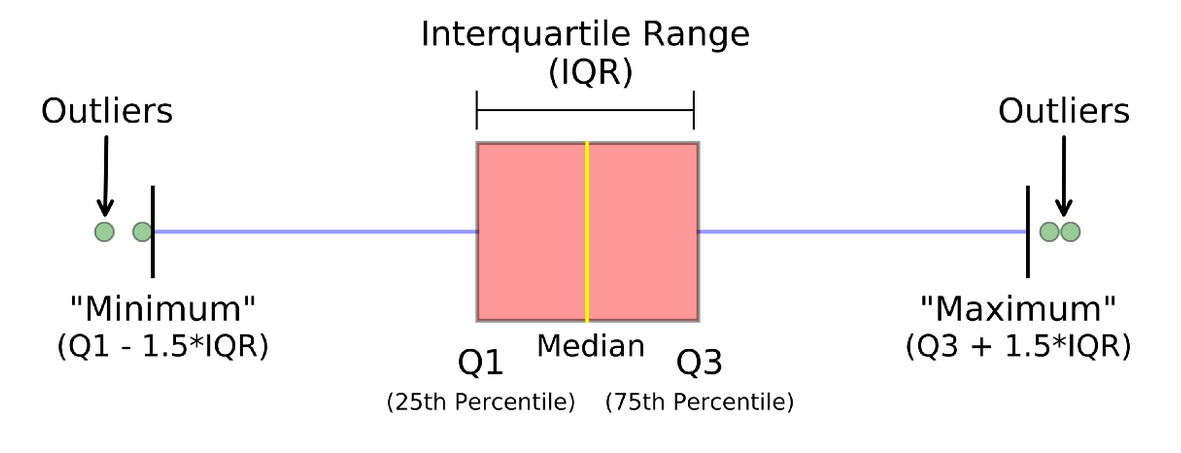 Interquartile Range
(IQR)
Outliers
Outliers
"Minimum"
(Q1 - 1.5*IQR)
"Maximum"
(Q3 + 1.5*IQR)
Median
Q1
Q3
(25th Percentile)
(75th Percentile)